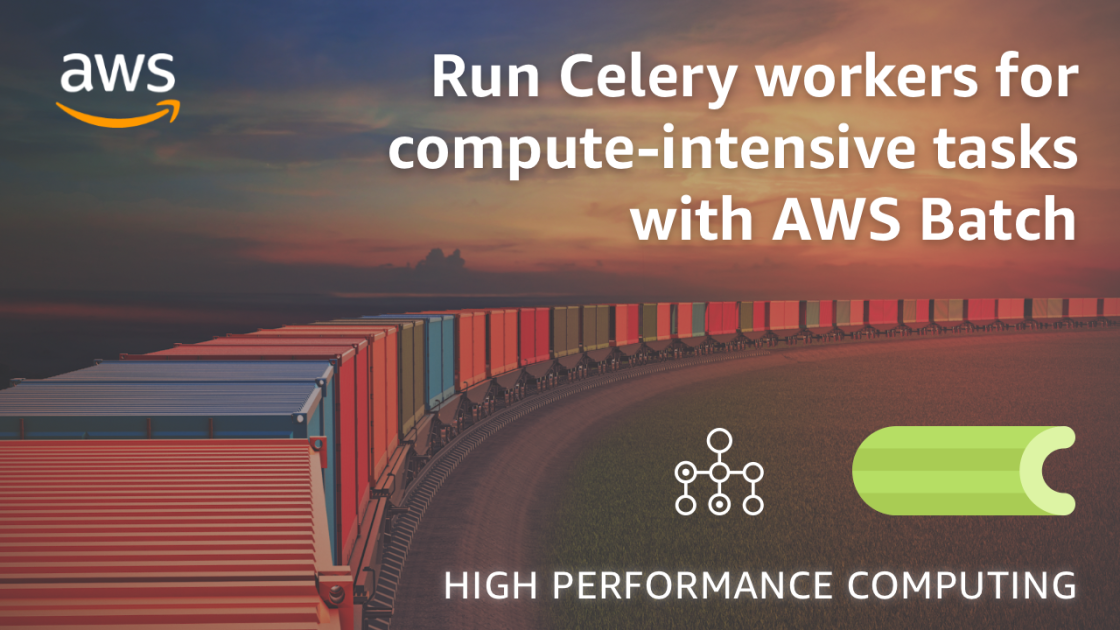 aws
Run Celery workers for
compute-intensive tasks
with AWS Batch
HIGH PERFORMANCE COMPUTING